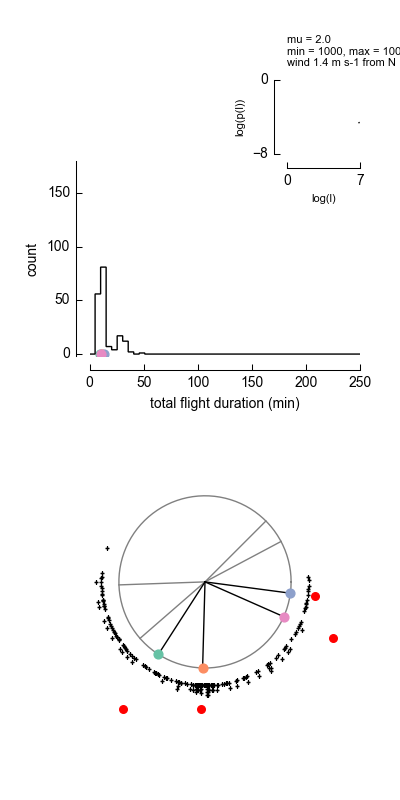 mu = 2.0
min = 1000, max = 100
wind 1.4 m s-1 from N
0
log(p(l))
−8
0 7
log(l)
150
100
count
50
0
0 50 100 150 200 250
total flight duration (min)